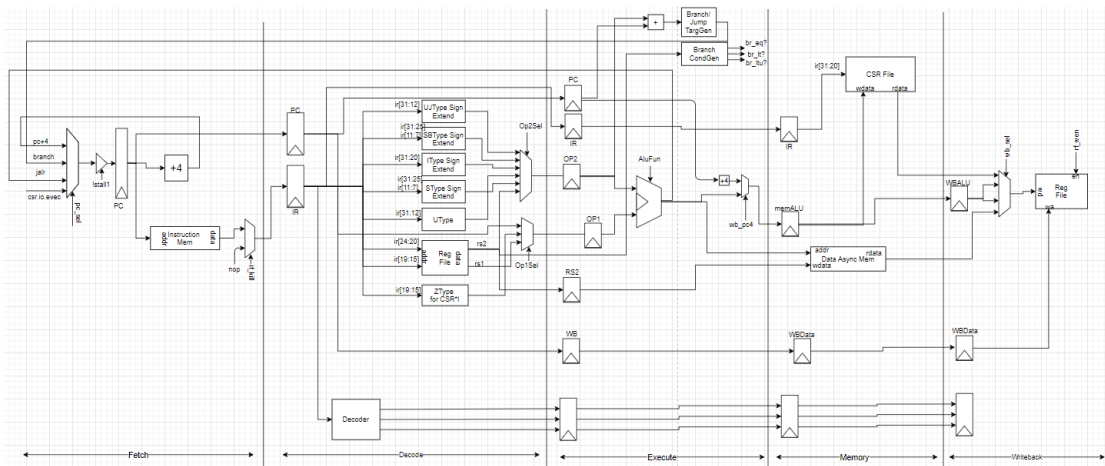 Branch/
Jump
TargGen
+
Branch
CondGen
br_eq?
br_lt?
br_ltu?
pc+4
branch
jalr
csr.io.evec
pc_sel
!stall1
PC
+4
Instruction
Mem
addr
data
nop
if_kill
PC
IR
ir[31:12]
UJType Sign
Extend
ir[31:25]
ir[11:7]
SBType Sign
Extend
ir[31:20]
IType Sign
Extend
ir[31:25]
ir[11:7]
SType Sign
Extend
ir[31:12]
UType
ir[24:20]
ir[19:15]
addr
Reg
File
data
rs2
rs1
ir[19:15]
ZType
for CSR*I
Op2Sel
Op1Sel
Decoder
PC
IR
OP2
OP1
AluFun
RS2
WB
+4
wb_pc4
ir[31:20]
CSR File
wdata
rdata
IR
memALU
addr
rdata
Data Async Mem
wdata
WBData
WBALU
wb_sel
rf_wen
en
wd
Reg
File
wa
WBData
Fetch
Decode
Execute
Memory
Writeback